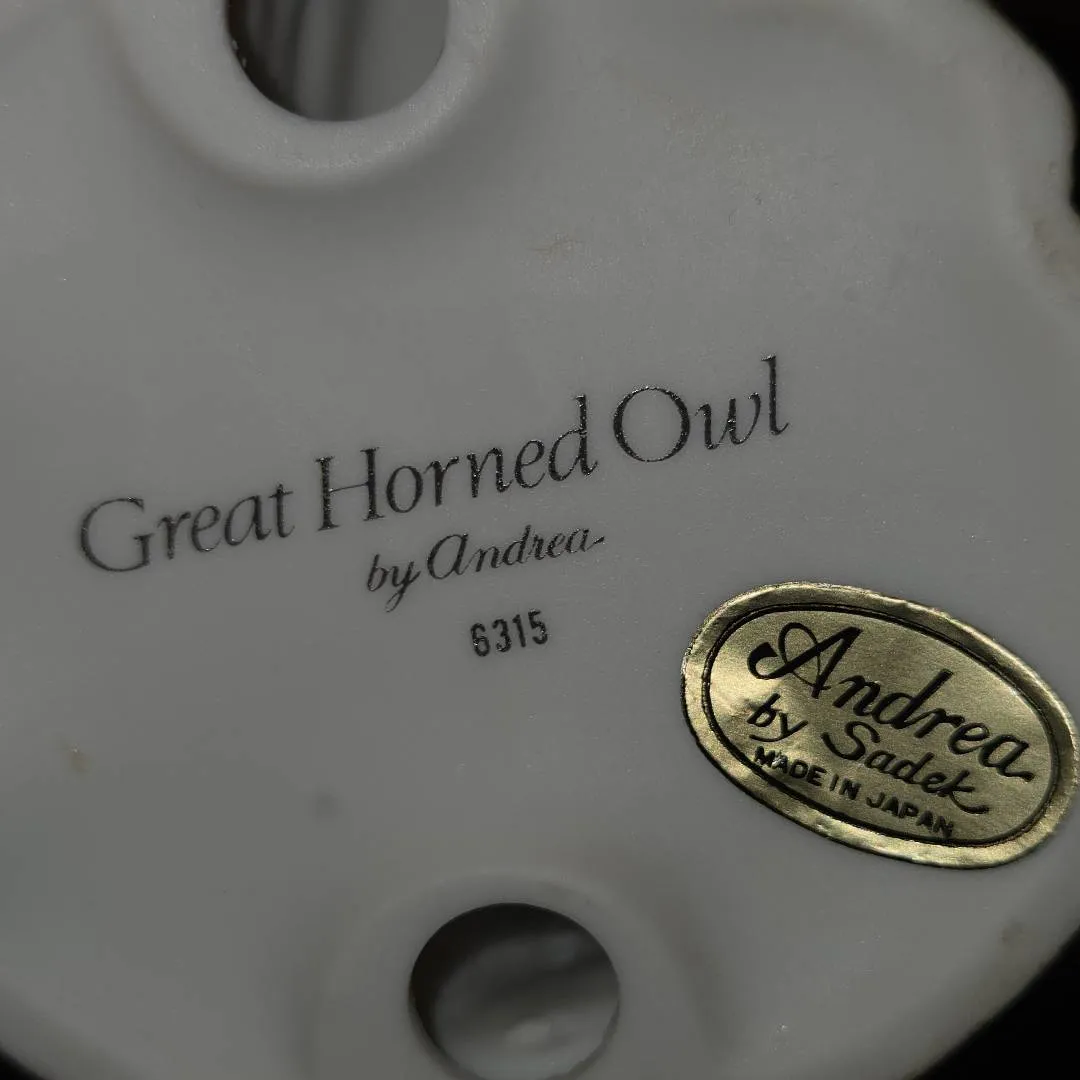 Great Horned Owl
by Andrea
6315
Andrea
by Sadek
MADE IN JAPAN